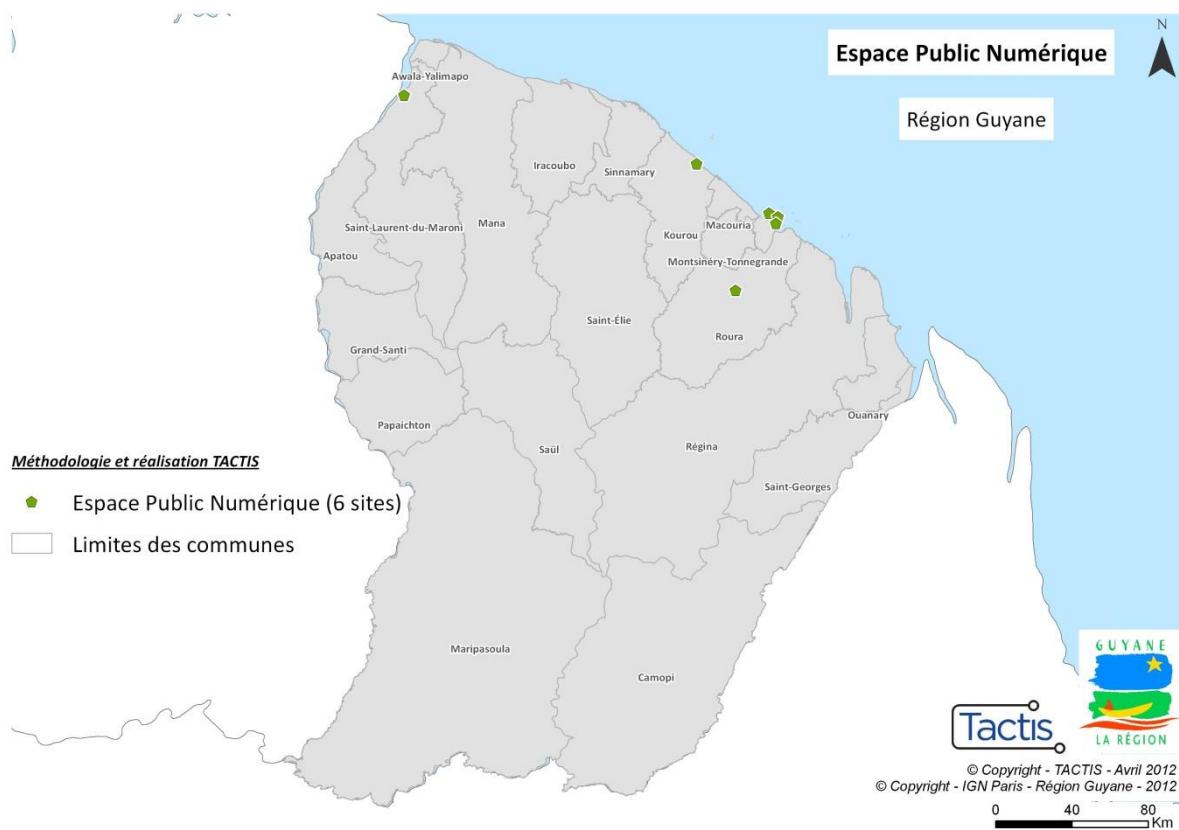 Espace Public Numérique
N
Région Guyane
Awala-Yalimapo
Iracoubo
Sinnamary
Saint-Laurent-du-Maroni
Mana
Macouria
Kourou
Apatou
Montsinéry-Tonnegrande
Saint-Élie
Roura
Grand-Santi
Ouanary
Papaichton
Saül
Régina
Méthodologie et réalisation TACTIS
Saint-Georges
Espace Public Numérique (6 sites)
Limites des communes
Maripasoula
Camopi
GUYANE
LA RÉGION
Tactis
© Copyright - TACTIS - Avril 2012
© Copyright - IGN Paris - Région Guyane - 2012
0 40 80
Km